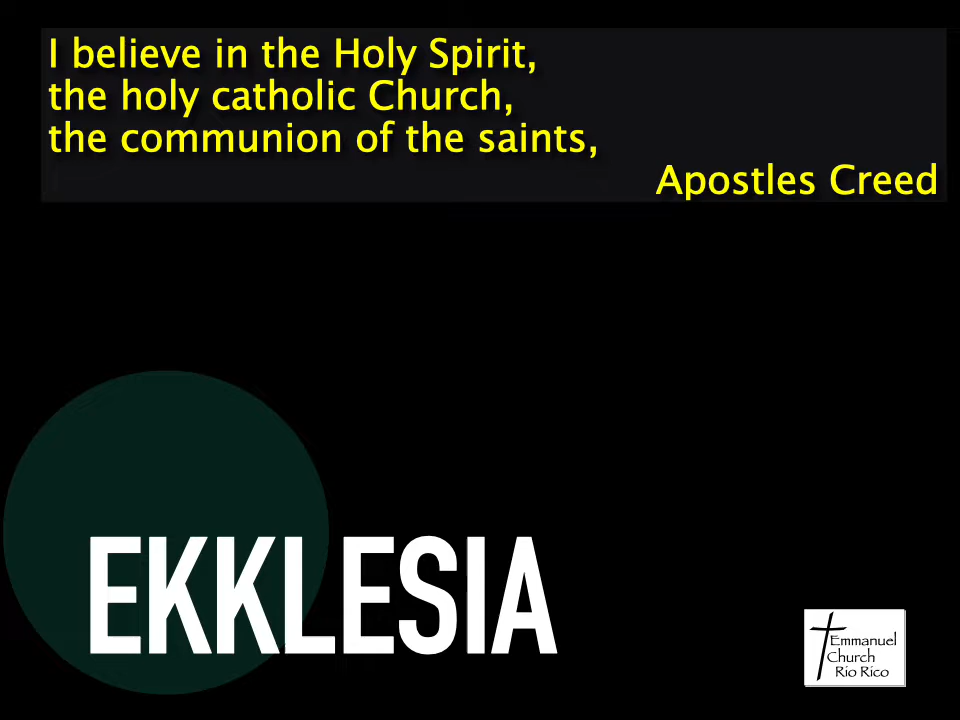 I believe in the Holy Spirit,
the holy catholic Church,
the communion of the saints,
Apostles Creed
EKKLESIA
Emmanuel
Church
Rio Rico